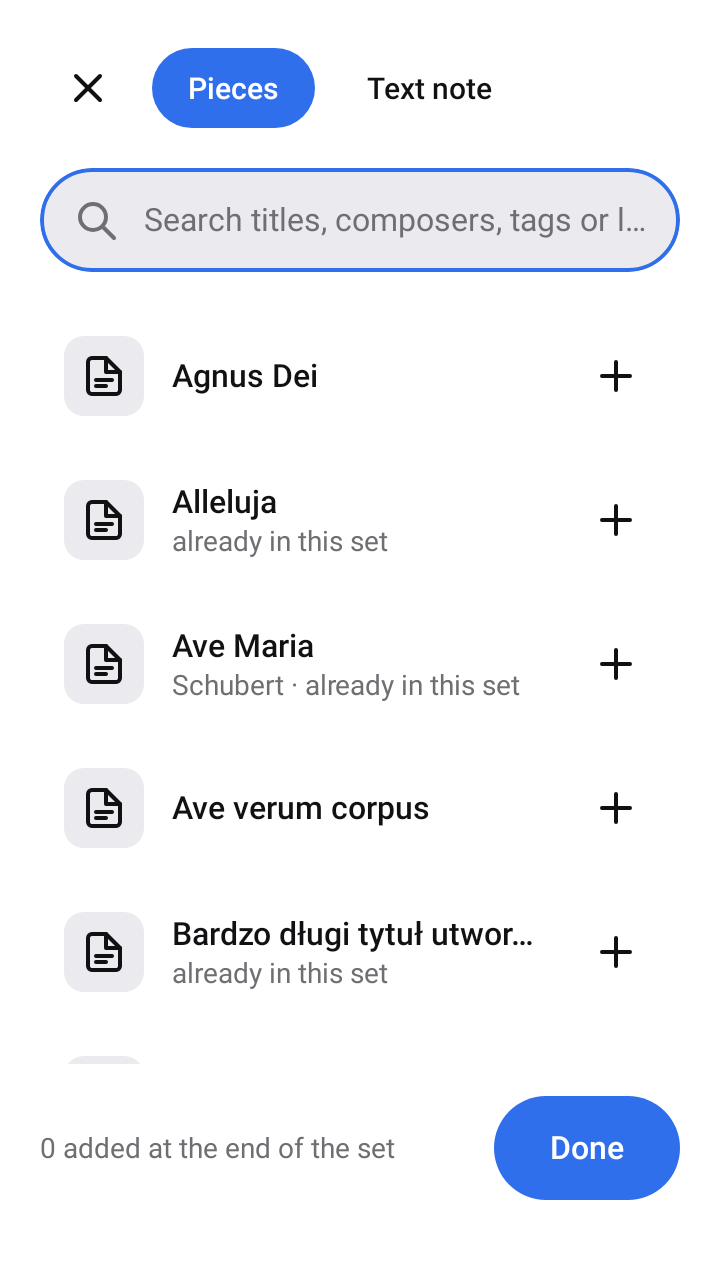 Pieces
Text note
Search titles, composers, tags or l…
Agnus Dei
Alleluja
already in this set
Ave Maria
Schubert · already in this set
Ave verum corpus
Bardzo długi tytuł utwor…
already in this set
0 added at the end of the set
Done